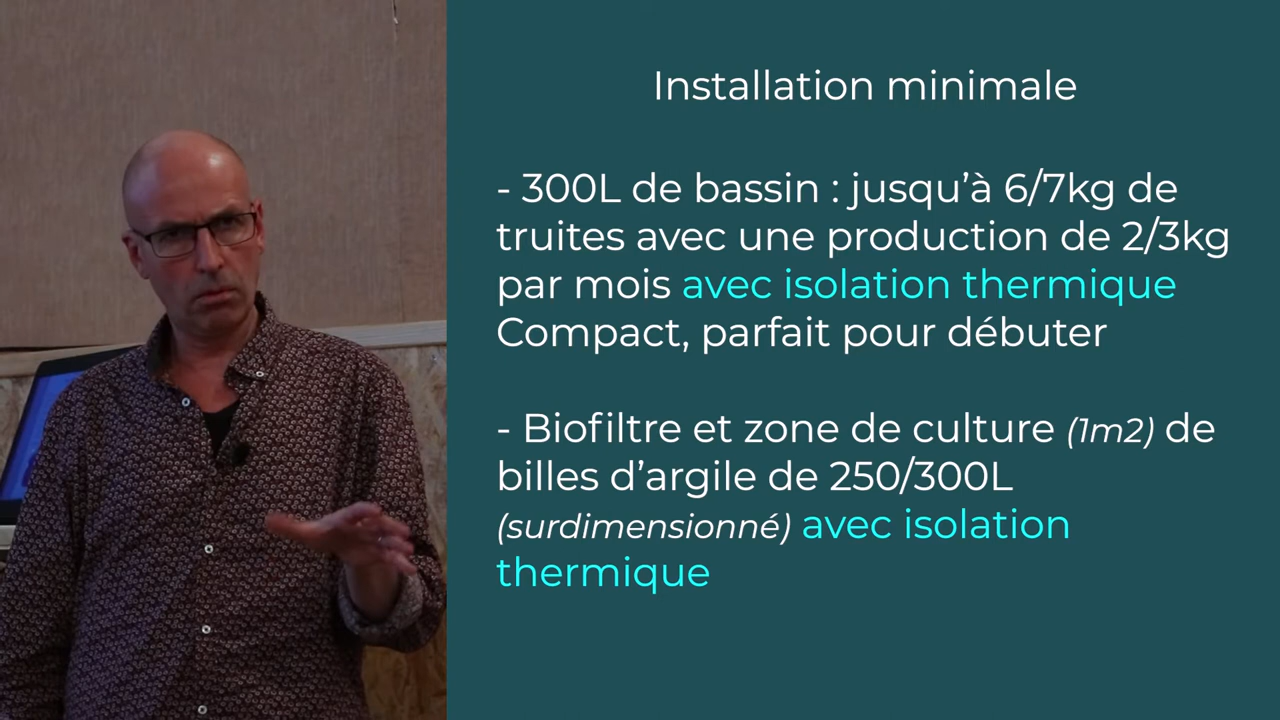 Installation minimale
- 300L de bassin : jusqu’à 6/7kg de
truites avec une production de 2/3kg
par mois avec isolation thermique
Compact, parfait pour débuter
- Biofiltre et zone de culture (1m2) de
billes d’argile de 250/300L
(surdimensionné) avec isolation
thermique